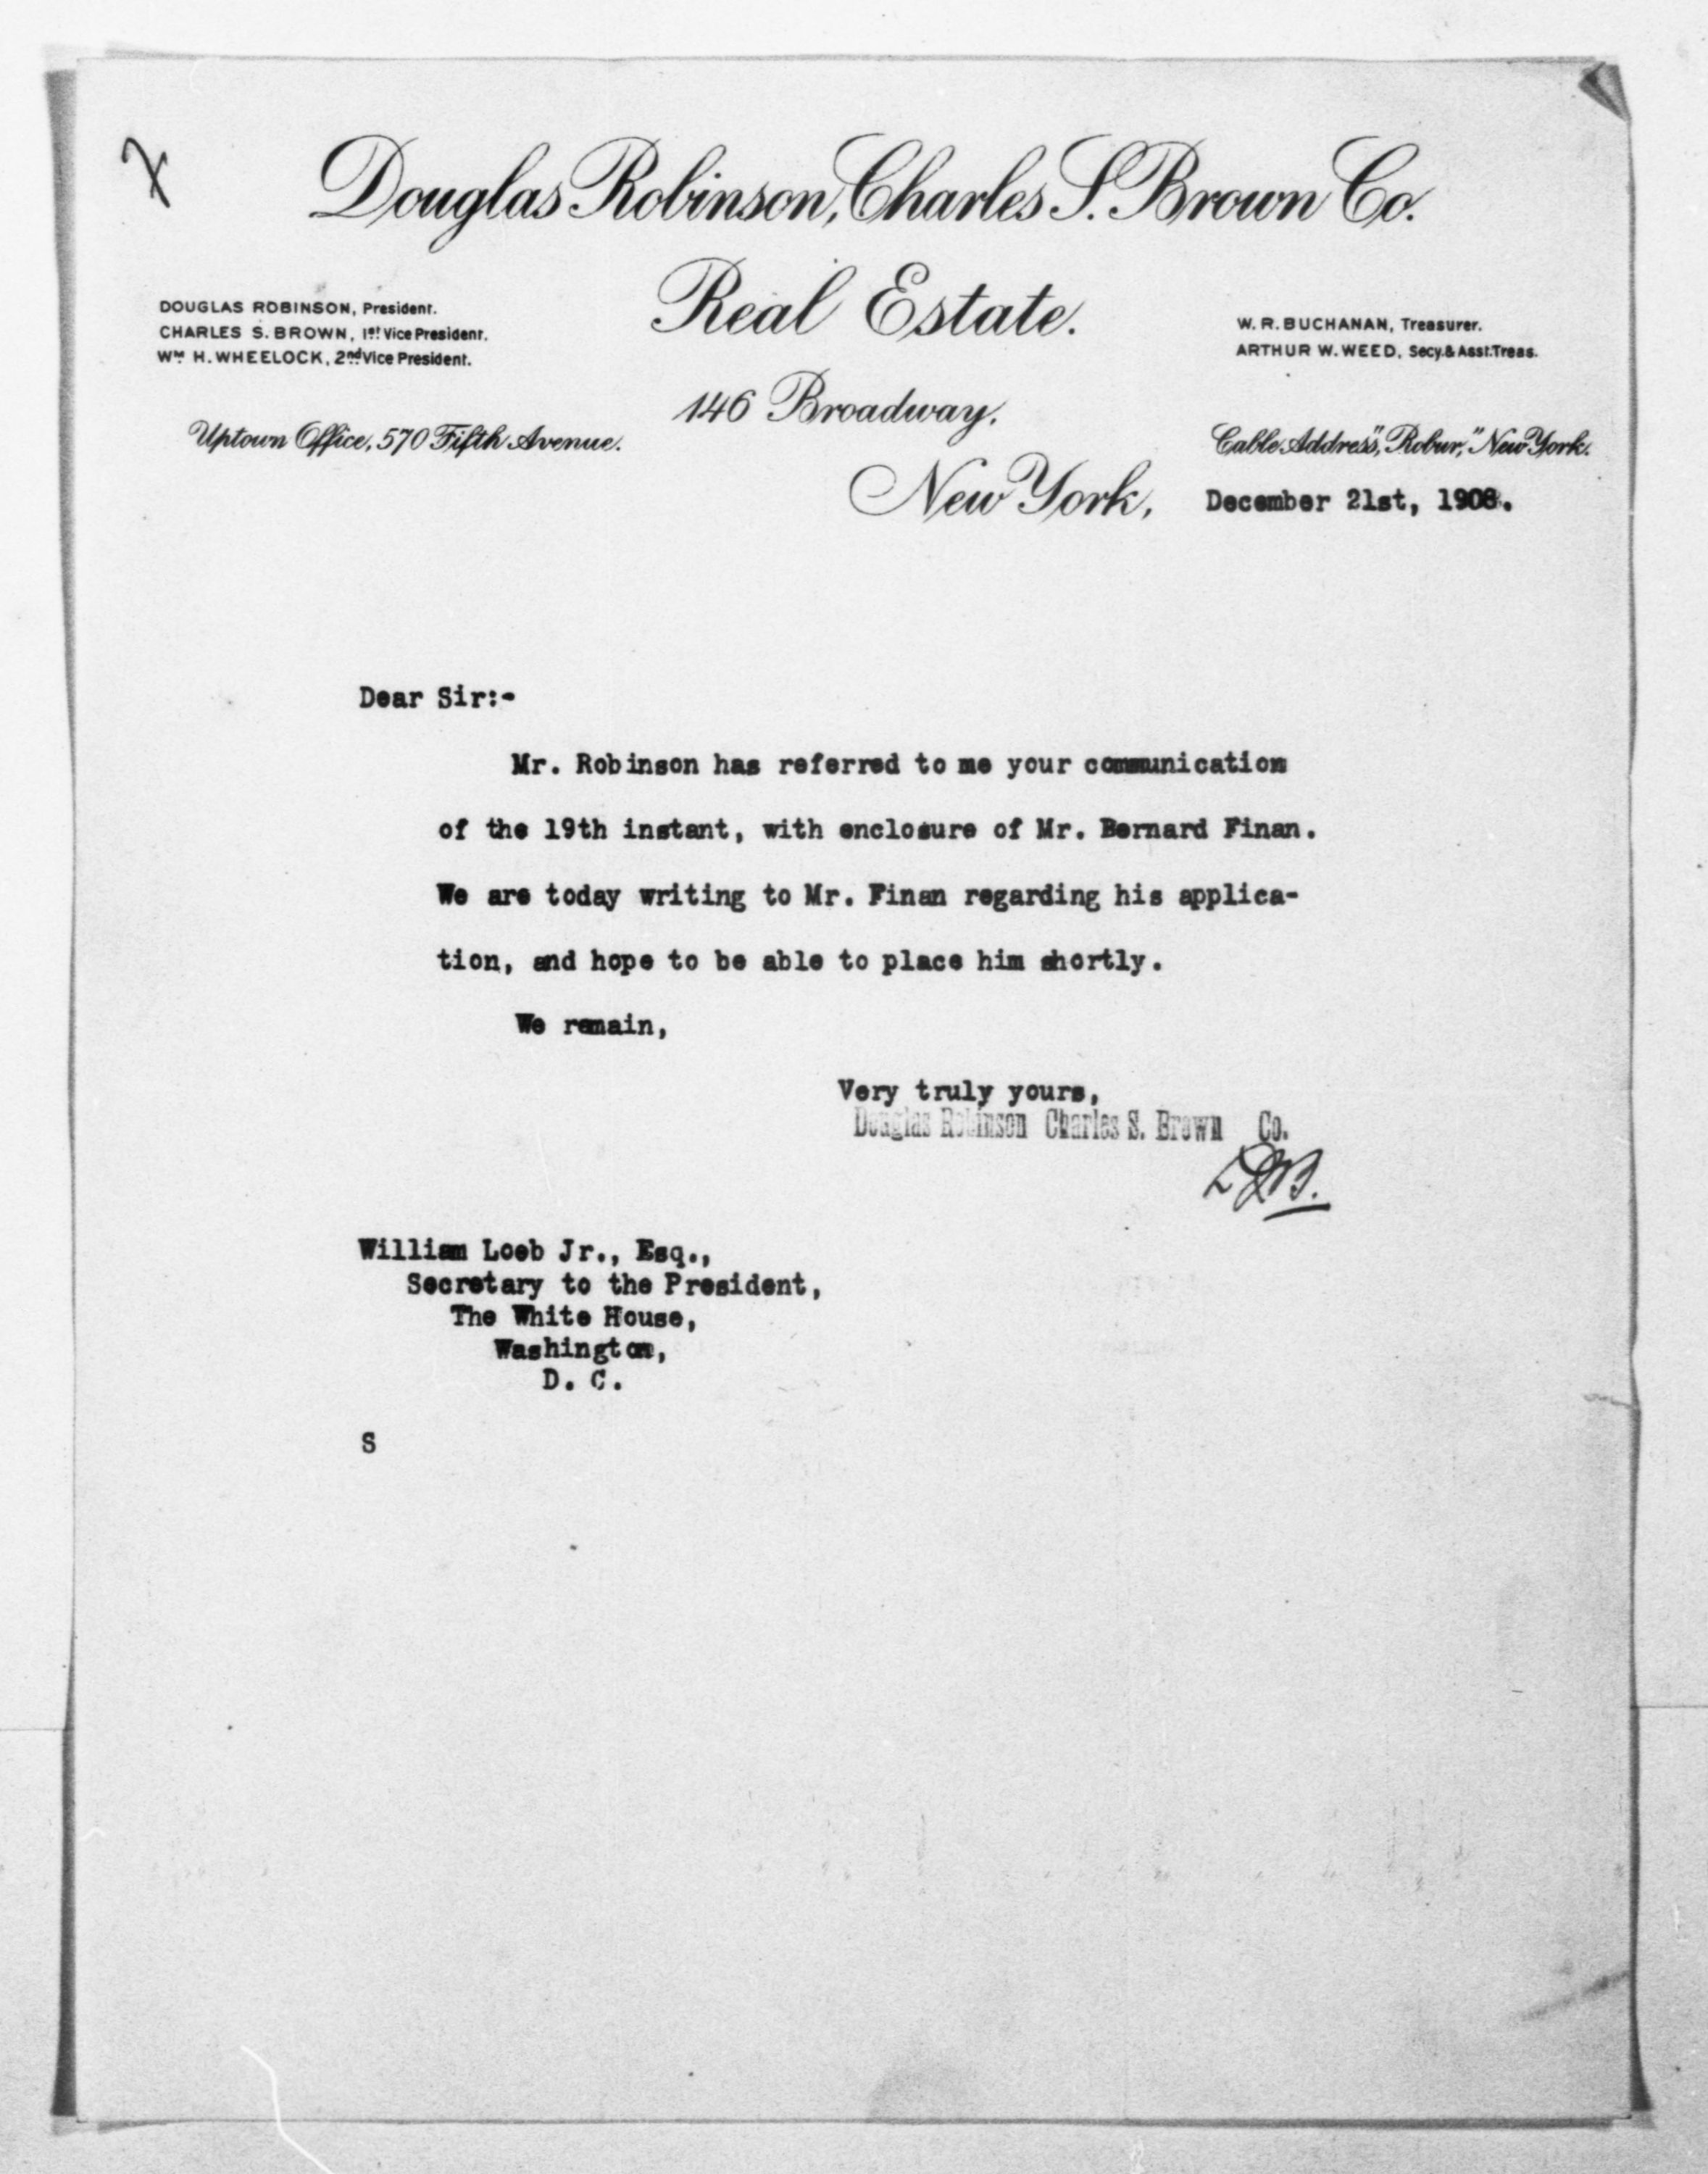 Douglas Robinson, Charles S. Brown Co.
Real Estate.
DOUGLAS ROBINSON, President.
CHARLES S. BROWN, 1st Vice President.
Wm H. WHEELOCK, 2nd Vice President.
W. R. BUCHANAN, Treasurer.
ARTHUR W. WEED, Secy. & Asst. Treas.
146 Broadway.
Uptown Office, 570 Fifth Avenue.
Cable Address, "Robur," New York.
New York, December 21st, 1908.
Dear Sir:-
Mr. Robinson has referred to me your communication
of the 19th instant, with enclosure of Mr. Bernard Finan.
We are today writing to Mr. Finan regarding his applica-
tion, and hope to be able to place him shortly.
We remain,
Very truly yours,
Douglas Robinson Charles S. Brown Co.
William Loeb Jr., Esq.,
Secretary to the President,
The White House,
Washington,
D. C.
S